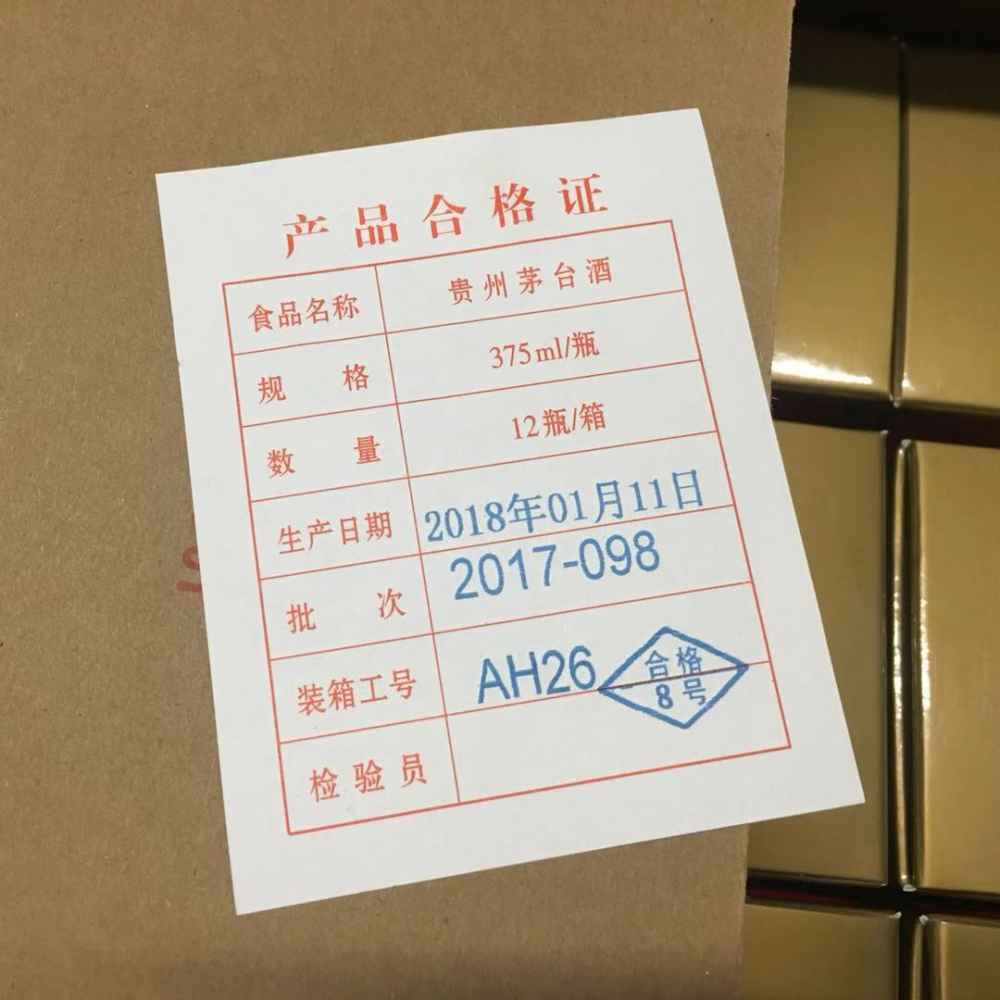 产品合格证
食品名称 贵州茅台酒
规格 375ml/瓶
数量 12瓶/箱
生产日期 2018年01月11日
批次 2017-098
装箱工号 AH26
合格
8号
检验员